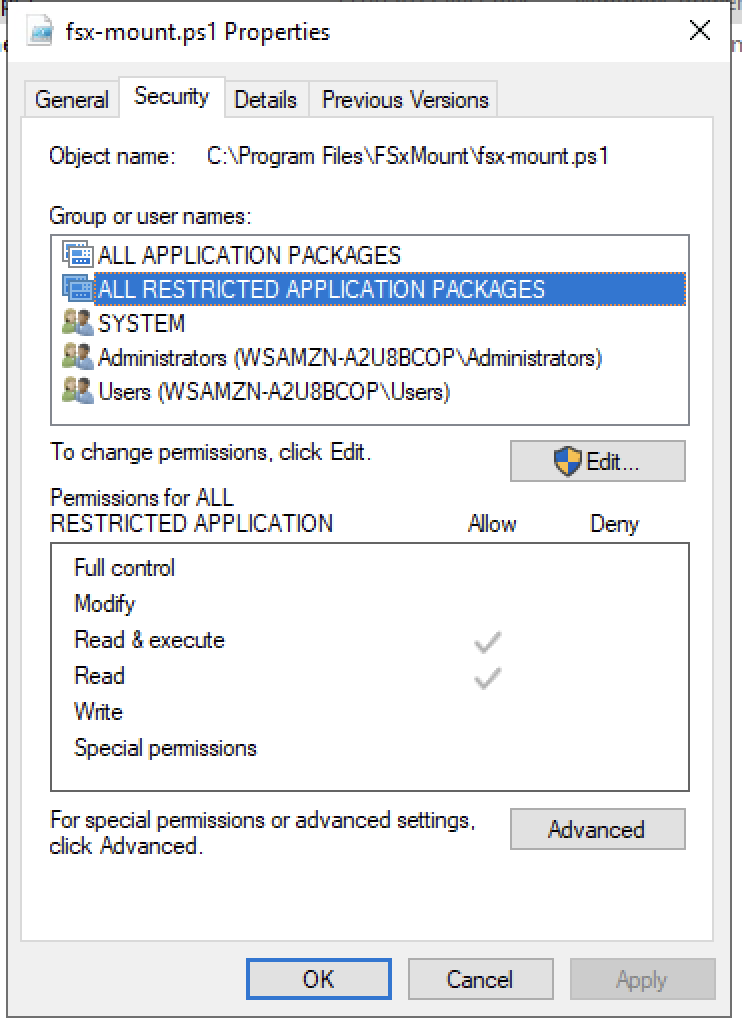 fsx-mount.ps1 Properties
General Security Details Previous Versions
Object name: C:\Program Files\FSxMount\fsx-mount.ps1
Group or user names:
ALL APPLICATION PACKAGES
ALL RESTRICTED APPLICATION PACKAGES
SYSTEM
Administrators (WSAMZN-A2U8BCOP\Administrators)
Users (WSAMZN-A2U8BCOP\Users)
To change permissions, click Edit.
Edit...
Permissions for ALL
RESTRICTED APPLICATION Allow Deny
Full control
Modify
Read & execute
Read
Write
Special permissions
For special permissions or advanced settings,
click Advanced.
Advanced
OK Cancel Apply